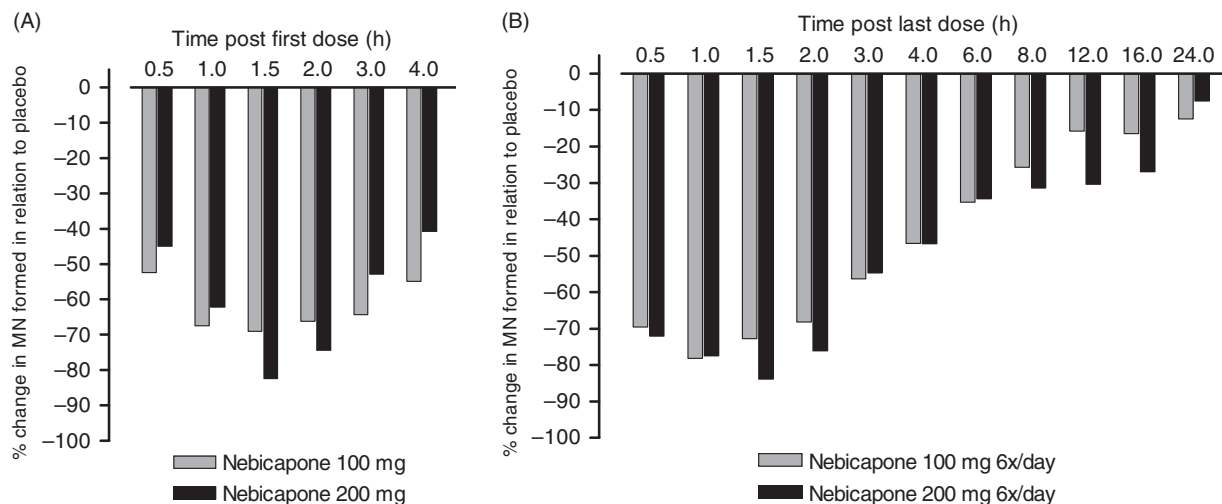 (A)
Time post first dose (h)
0.5 1.0 1.5 2.0 3.0 4.0
% change in MN formed in relation to placebo
0
–10
–20
–30
–40
–50
–60
–70
–80
–90
–100
Nebicapone 100 mg
Nebicapone 200 mg
(B)
Time post last dose (h)
0.5 1.0 1.5 2.0 3.0 4.0 6.0 8.0 12.0 16.0 24.0
% change in MN formed in relation to placebo
0
–10
–20
–30
–40
–50
–60
–70
–80
–90
–100
Nebicapone 100 mg 6x/day
Nebicapone 200 mg 6x/day